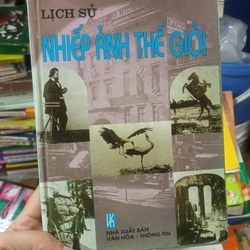 LỊCH SỬ
NHIẾP ẢNH THẾ GIỚI
NHÀ XUẤT BẢN
VĂN HÓA - THÔNG TIN